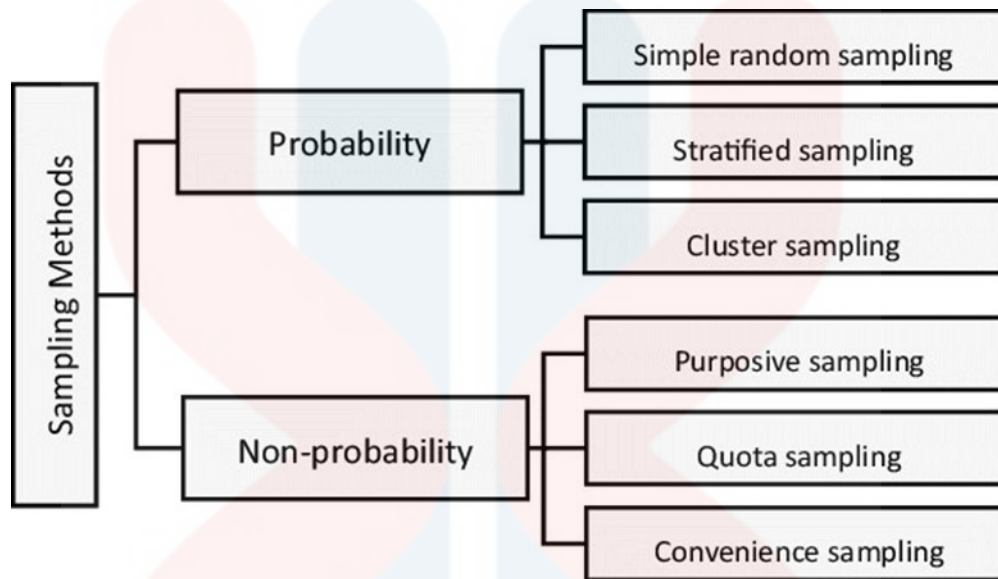 Sampling Methods
Probability
Simple random sampling
Stratified sampling
Cluster sampling
Non-probability
Purposive sampling
Quota sampling
Convenience sampling